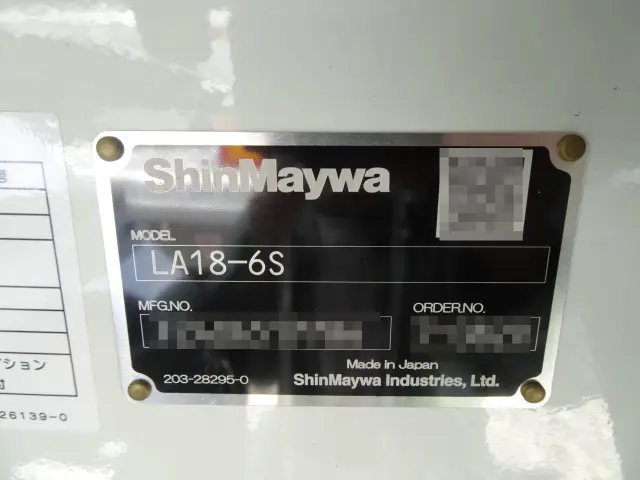 ShinMaywa
MODEL
LA18-6S
MFG.NO.
ORDER.NO.
Made in Japan
203-28295-0
ShinMaywa Industries, Ltd.
ション
付
26139-0